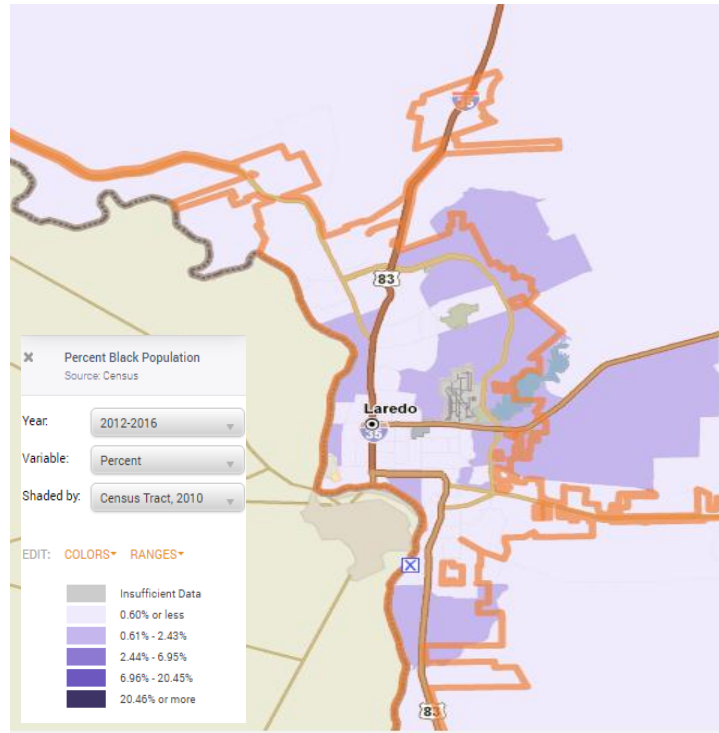 35
83
Laredo
35
83
× Percent Black Population
Source: Census
Year: 2012-2016
Variable: Percent
Shaded by: Census Tract, 2010
EDIT: COLORS RANGES
Insufficient Data
0.60% or less
0.61% - 2.43%
2.44% - 6.95%
6.96% - 20.45%
20.46% or more